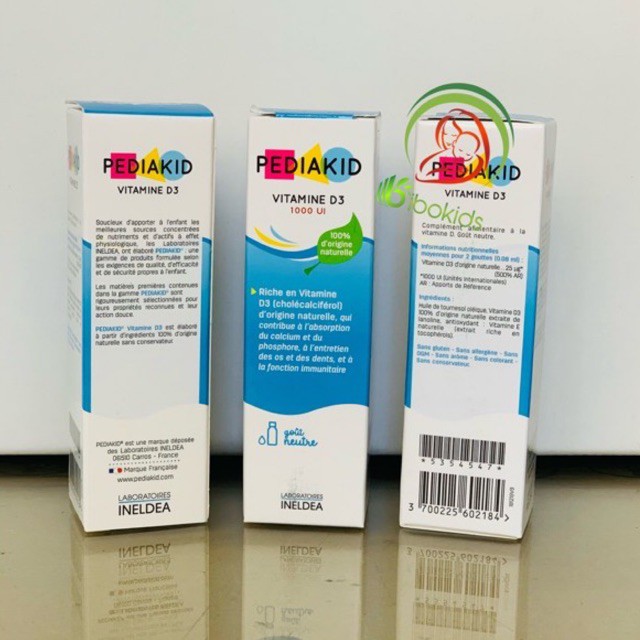 PEDIAKID
VITAMINE D3
Soucieux d'apporter à l'enfant les
meilleures sources concentrées
de nutriments et d'actifs à effet
physiologique, les Laboratoires
INELDEA, ont élaboré PEDIAKID® : une
gamme de produits formulée selon
les exigences de qualité, d'efficacité
et de sécurité propres à l'enfant.
Les matières premières contenues
dans la gamme PEDIAKID® sont
rigoureusement sélectionnées pour
leurs propriétés reconnues et leur
action douce.
PEDIAKID® Vitamine D3 est élaboré
à partir d'ingrédients 100% d'origine
naturelle sans conservateur.
PEDIAKID® est une marque déposée
des Laboratoires INELDEA
06510 Carros - France
Marque Française
www.pediakid.com
LABORATOIRES
INELDEA
PEDIAKID
VITAMINE D3
1000 UI
100%
d'origine
naturelle
Riche en Vitamine
D3 (cholécalciférol)
d'origine naturelle, qui
contribue à l'absorption
du calcium et du
phosphore, à l'entretien
des os et des dents, et à
la fonction immunitaire
goût
neutre
LABORATOIRES
INELDEA
PEDIAKID
VITAMINE D3
bokids
Complément alimentaire à la
vitamine D. Goût neutre.
Informations nutritionnelles
moyennes pour 2 gouttes (0.08 ml) :
Vitamine D3 d'origine naturelle : 25 µg*
(500% AR)
*1000 UI (Unités Internationales)
AR : Apports de Référence
Ingrédients :
Huile de tournesol oléique, Vitamine D3
100% d'origine naturelle extraite de
lanoline, antioxydant : Vitamine E
naturelle (extrait riche en
tocophérols).
Sans gluten - Sans allergène - Sans
OGM - Sans arôme - Sans colorant -
Sans conservateur
*5354547*
3 700225 602184 >